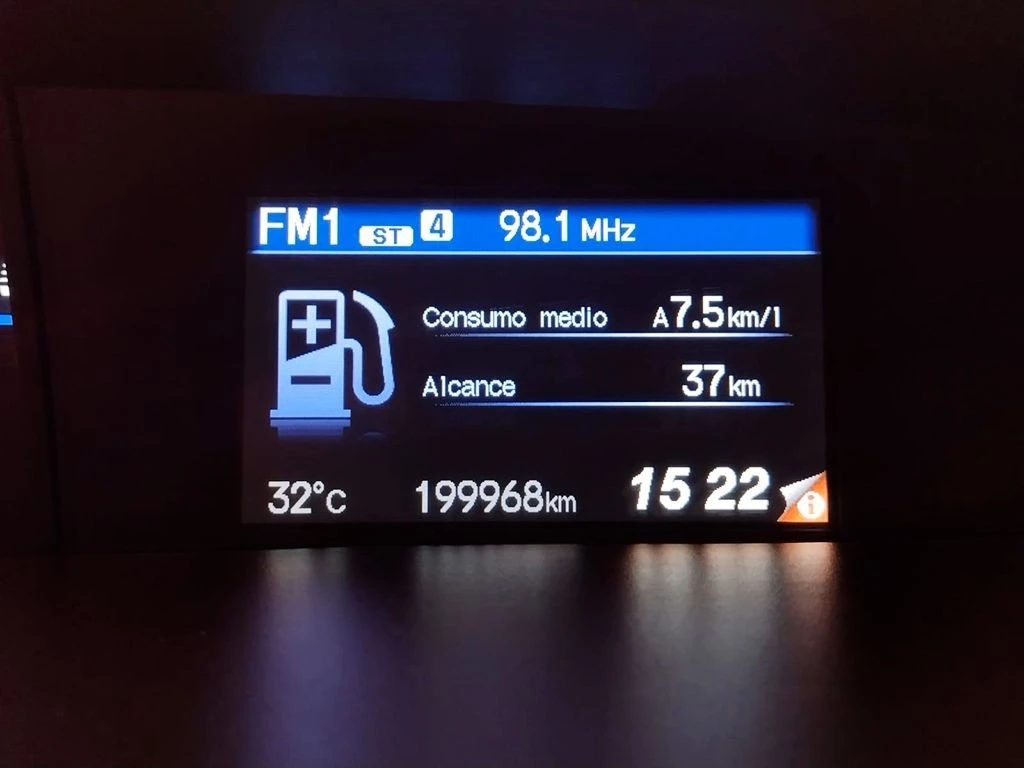 FM1 ST 4 98.1 MHz
Consumo medio A7.5km/l
Alcance 37km
32°C 199968km 15 22 i